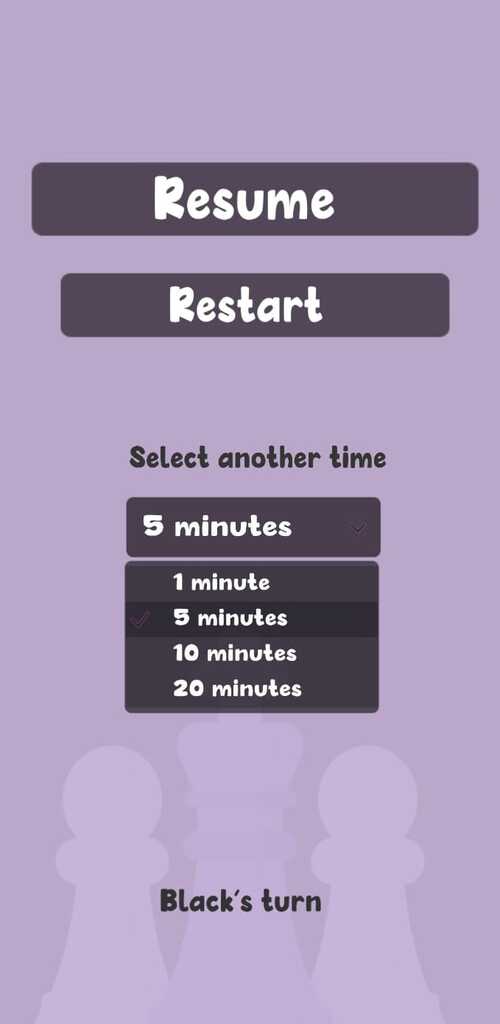 Resume
Restart
Select another time
5 minutes
1 minute
5 minutes
10 minutes
20 minutes
Black's turn